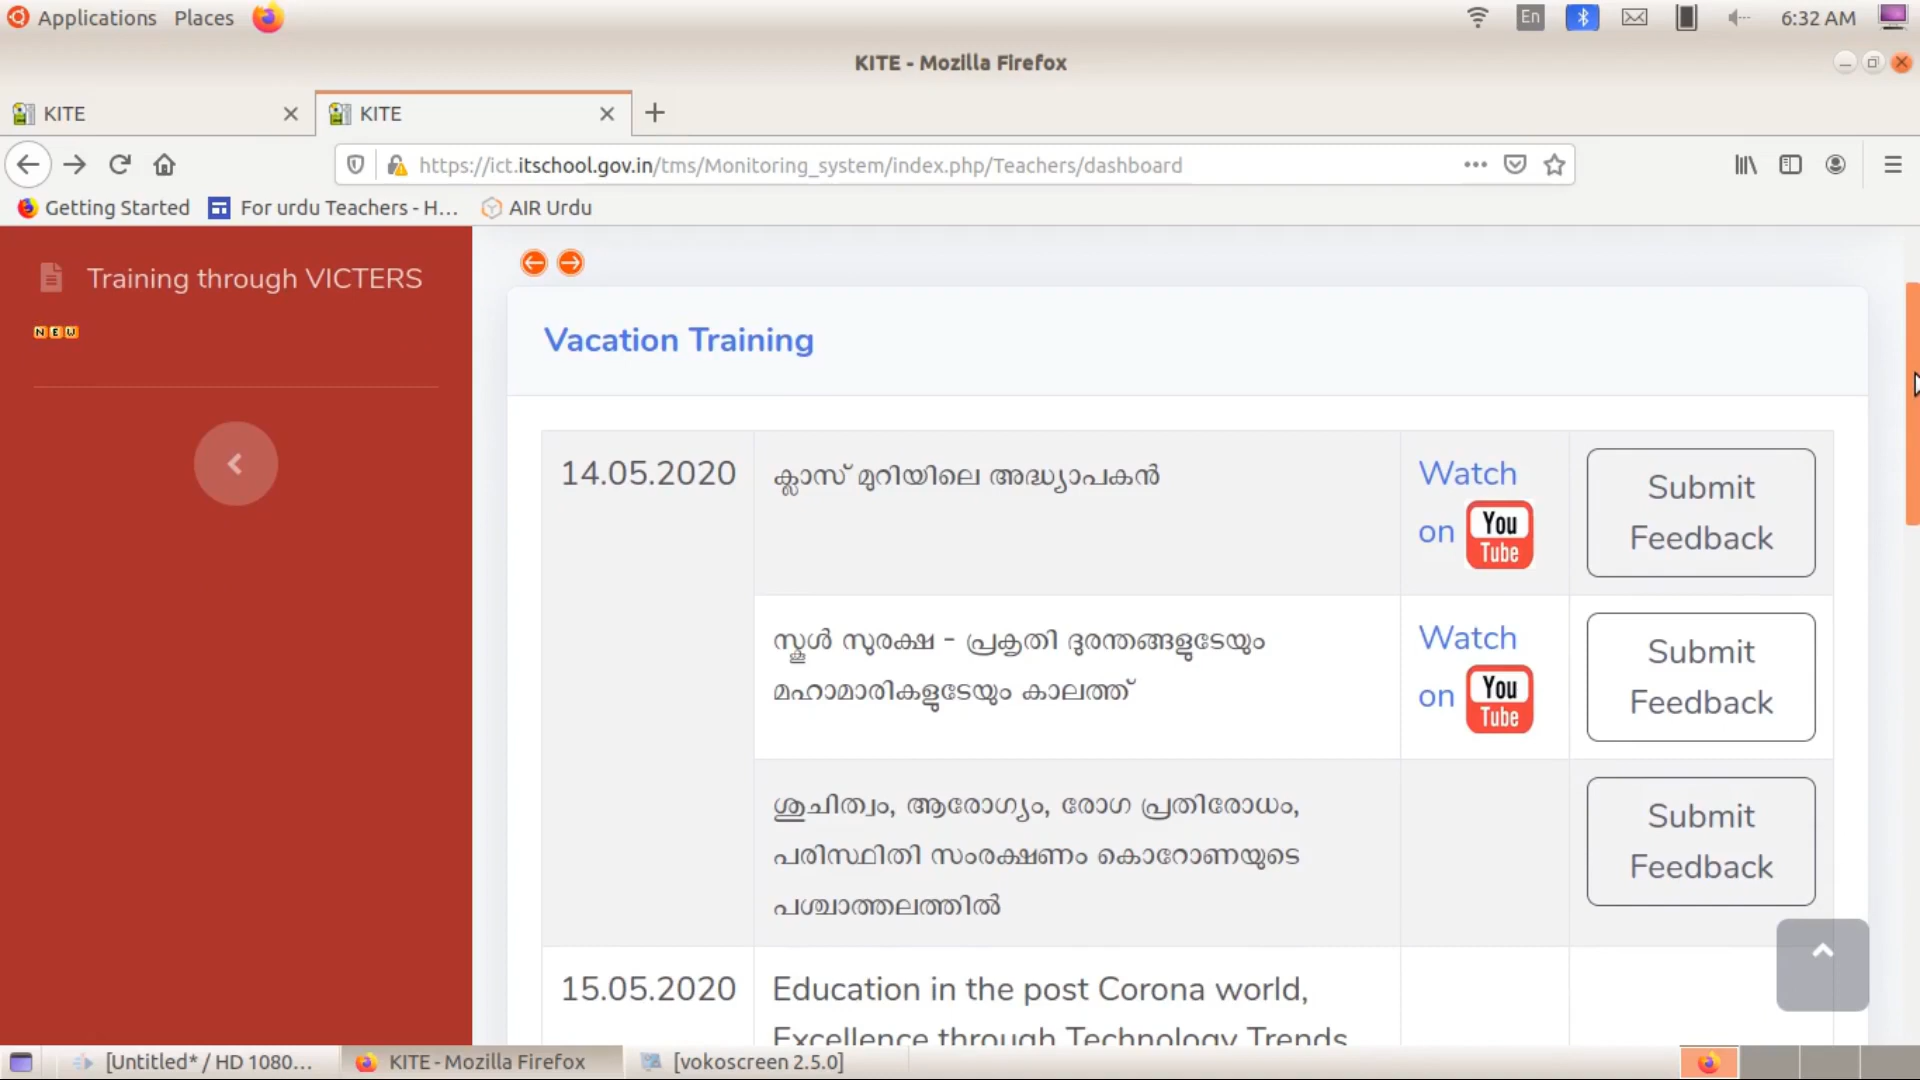 Applications Places En 6:32 AM
KITE - Mozilla Firefox
KITE KITE
https://ict.itschool.gov.in/tms/Monitoring_system/index.php/Teachers/dashboard
Getting Started For urdu Teachers - H... AIR Urdu
Training through VICTERS
NEW
Vacation Training
14.05.2020 ക്ലാസ് മുറിയിലെ അദ്ധ്യാപകൻ Watch on You Tube Submit Feedback
സ്കൂൾ സുരക്ഷ - പ്രകൃതി ദുരന്തങ്ങളുടേയും
മഹാമാരികളുടേയും കാലത്ത്
Watch on You Tube Submit Feedback
ശുചിത്വം, ആരോഗ്യം, രോഗ പ്രതിരോധം,
പരിസ്ഥിതി സംരക്ഷണം കൊറോണയുടെ
പശ്ചാത്തലത്തിൽ
Submit Feedback
15.05.2020 Education in the post Corona world,
Excellence through Technology Trends
[Untitled* / HD 1080... KITE - Mozilla Firefox [vokoscreen 2.5.0]